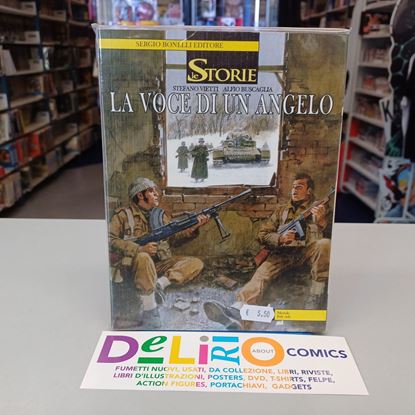 SERGIO BONELLI EDITORE
le STORIE
STEFANO VIETTI ALFIO BUSCAGLIA
LA VOCE DI UN ANGELO
€ 5,50
DeLiRiO ABOUT COMICS
FUMETTI NUOVI, USATI, DA COLLEZIONE, LIBRI, RIVISTE,
LIBRI D'ILLUSTRAZIONI, POSTERS, DVD, T-SHIRTS, FELPE,
ACTION FIGURES, PORTACHIAVI, GADGETS